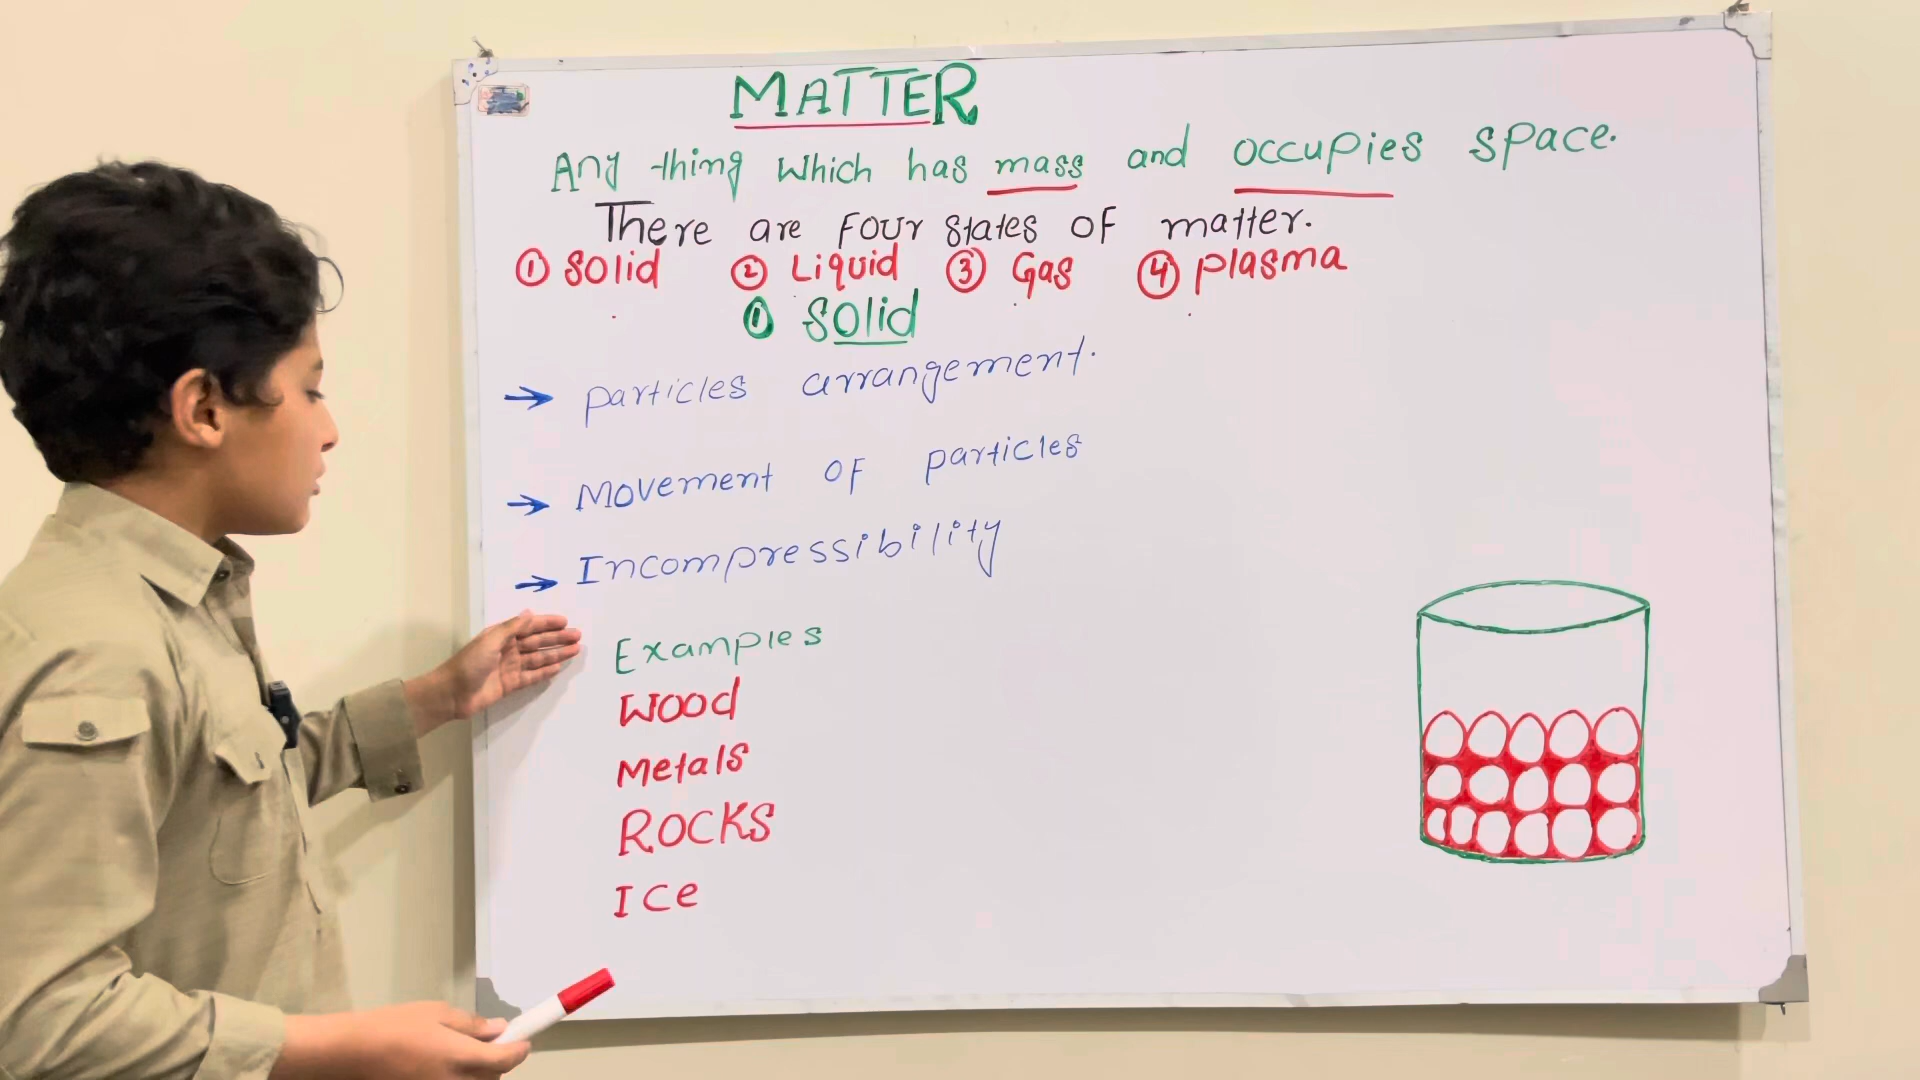 MATTER
Any thing which has mass and occupies space.
There are four states of matter.
① Solid ② Liquid ③ Gas ④ plasma
① Solid
→ particles arrangement.
→ Movement of particles
→ Incompressibility
Examples
Wood
Metals
ROCKS
Ice